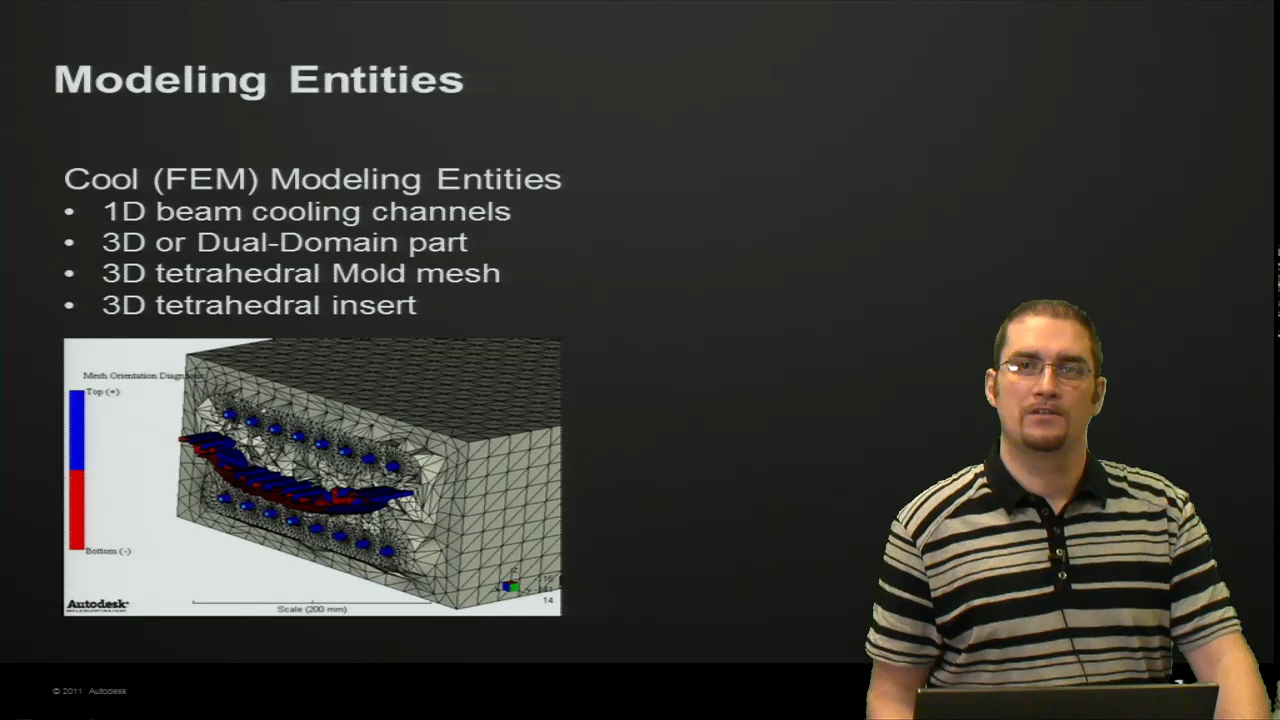 Modeling Entities
Cool (FEM) Modeling Entities
• 1D beam cooling channels
• 3D or Dual-Domain part
• 3D tetrahedral Mold mesh
• 3D tetrahedral insert
Mesh Orientation
Top (+)
Bottom (-)
Autodesk
Scale (200 mm)
14
© 2011 Autodesk